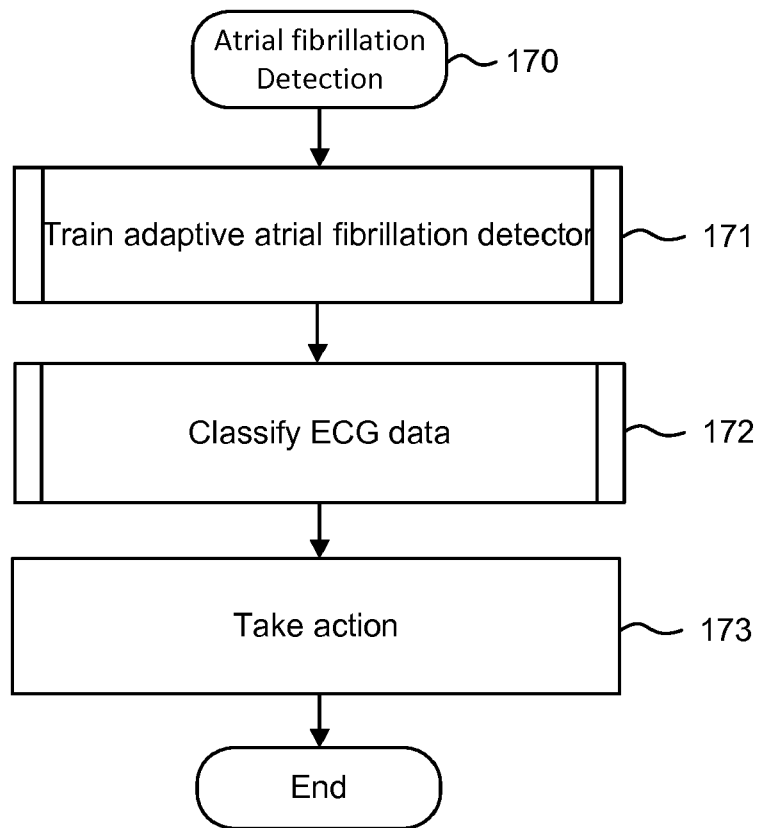 Atrial fibrillation
Detection
170
Train adaptive atrial fibrillation detector
171
Classify ECG data
172
Take action
173
End